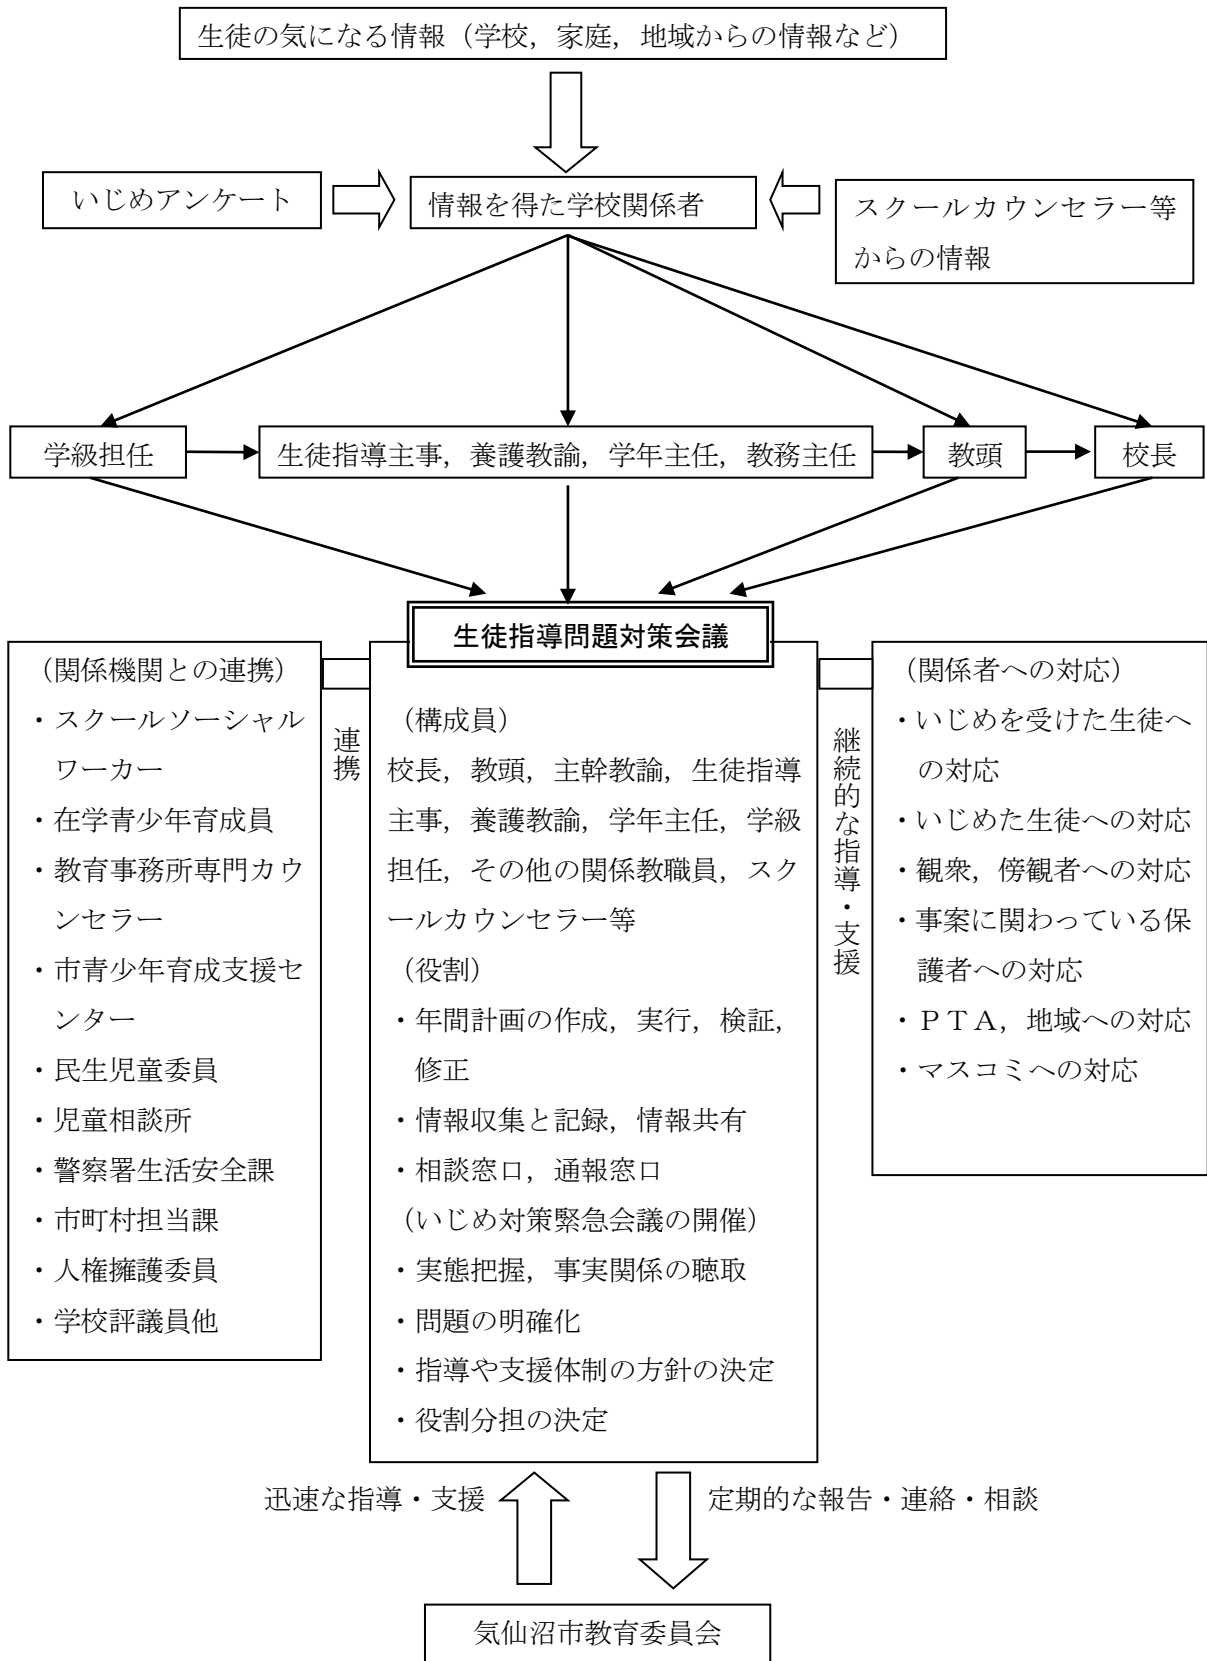 生徒の気になる情報（学校，家庭，地域からの情報など）
いじめアンケート
情報を得た学校関係者
スクールカウンセラー等
からの情報
学級担任
生徒指導主事，養護教諭，学年主任，教務主任
教頭
校長
生徒指導問題対策会議
（関係機関との連携）
・スクールソーシャル
ワーカー
・在学青少年育成員
・教育事務所専門カウ
ンセラー
・市青少年育成支援セ
ンター
・民生児童委員
・児童相談所
・警察署生活安全課
・市町村担当課
・人権擁護委員
・学校評議員他
連携
（構成員）
校長，教頭，主幹教諭，生徒指導
主事，養護教諭，学年主任，学級
担任，その他の関係教職員，スク
ールカウンセラー等
（役割）
・年間計画の作成，実行，検証，
修正
・情報収集と記録，情報共有
・相談窓口，通報窓口
（いじめ対策緊急会議の開催）
・実態把握，事実関係の聴取
・問題の明確化
・指導や支援体制の方針の決定
・役割分担の決定
継続的な指導・支援
（関係者への対応）
・いじめを受けた生徒へ
の対応
・いじめた生徒への対応
・観衆，傍観者への対応
・事案に関わっている保
護者への対応
・ＰＴＡ，地域への対応
・マスコミへの対応
迅速な指導・支援
定期的な報告・連絡・相談
気仙沼市教育委員会